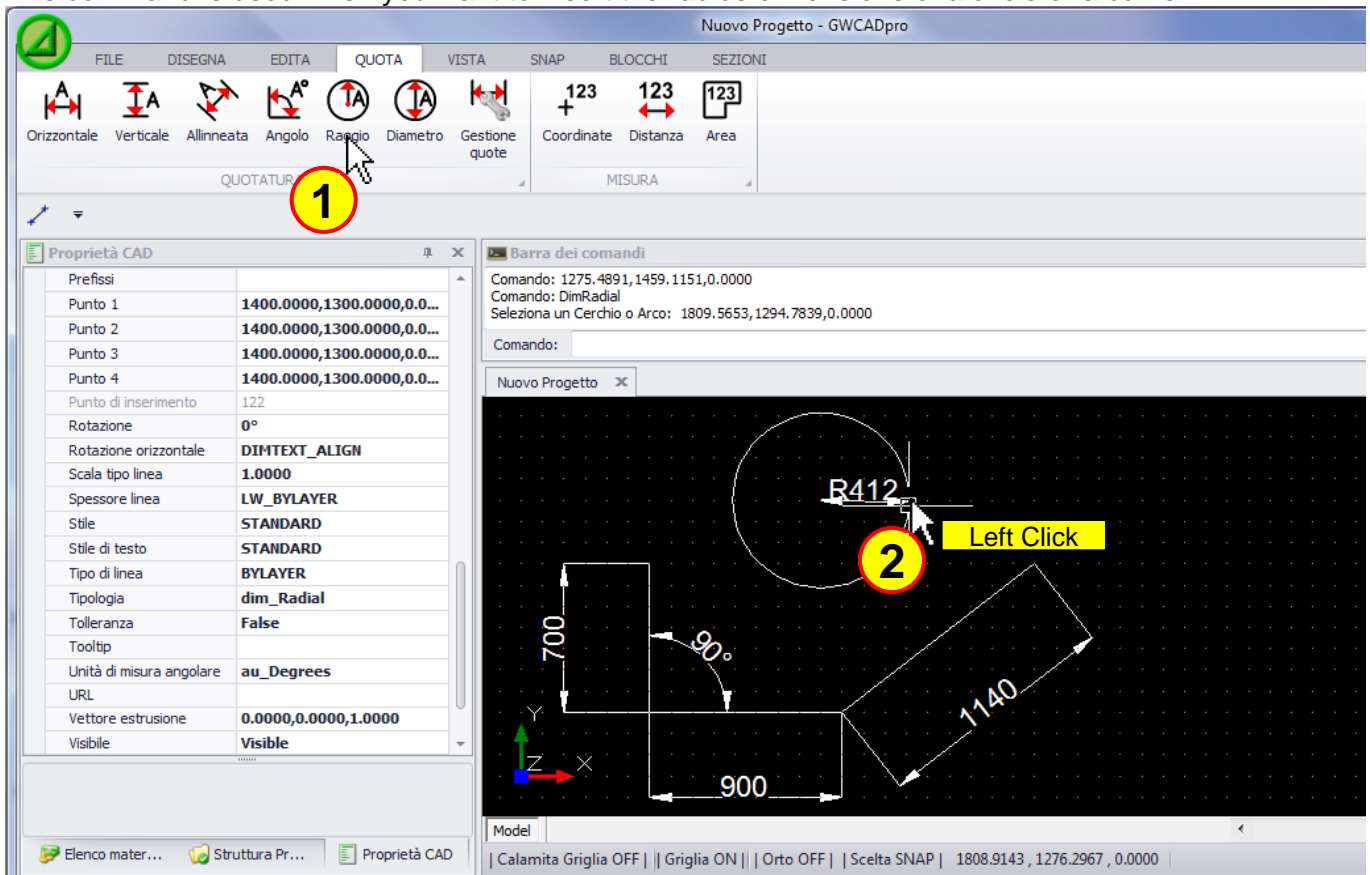 Nuovo Progetto - GWCADpro
FILE DISEGNA EDITA QUOTA VISTA SNAP BLOCCHI SEZIONI
A A A A° A A 123 123 123
Orizzontale Verticale Allinneata Angolo Raggio Diametro Gestione quote Coordinate Distanza Area
QUOTATURA MISURA
1
Proprietà CAD
Prefissi
Punto 1 1400.0000,1300.0000,0.0...
Punto 2 1400.0000,1300.0000,0.0...
Punto 3 1400.0000,1300.0000,0.0...
Punto 4 1400.0000,1300.0000,0.0...
Punto di inserimento 122
Rotazione 0°
Rotazione orizzontale DIMTEXT_ALIGN
Scala tipo linea 1.0000
Spessore linea LW_BYLAYER
Stile STANDARD
Stile di testo STANDARD
Tipo di linea BYLAYER
Tipologia dim_Radial
Tolleranza False
Tooltip
Unità di misura angolare au_Degrees
URL
Vettore estrusione 0.0000,0.0000,1.0000
Visibile Visible
Elenco mater... Struttura Pr... Proprietà CAD
Barra dei comandi
Comando: 1275.4891,1459.1151,0.0000
Comando: DimRadial
Seleziona un Cerchio o Arco: 1809.5653,1294.7839,0.0000
Comando:
Nuovo Progetto
R412
Left Click
2
700
90°
1140
Y
Z X
900
Model
| Calamita Griglia OFF | | Griglia ON | | Orto OFF | | Scelta SNAP | 1808.9143 , 1276.2967 , 0.0000